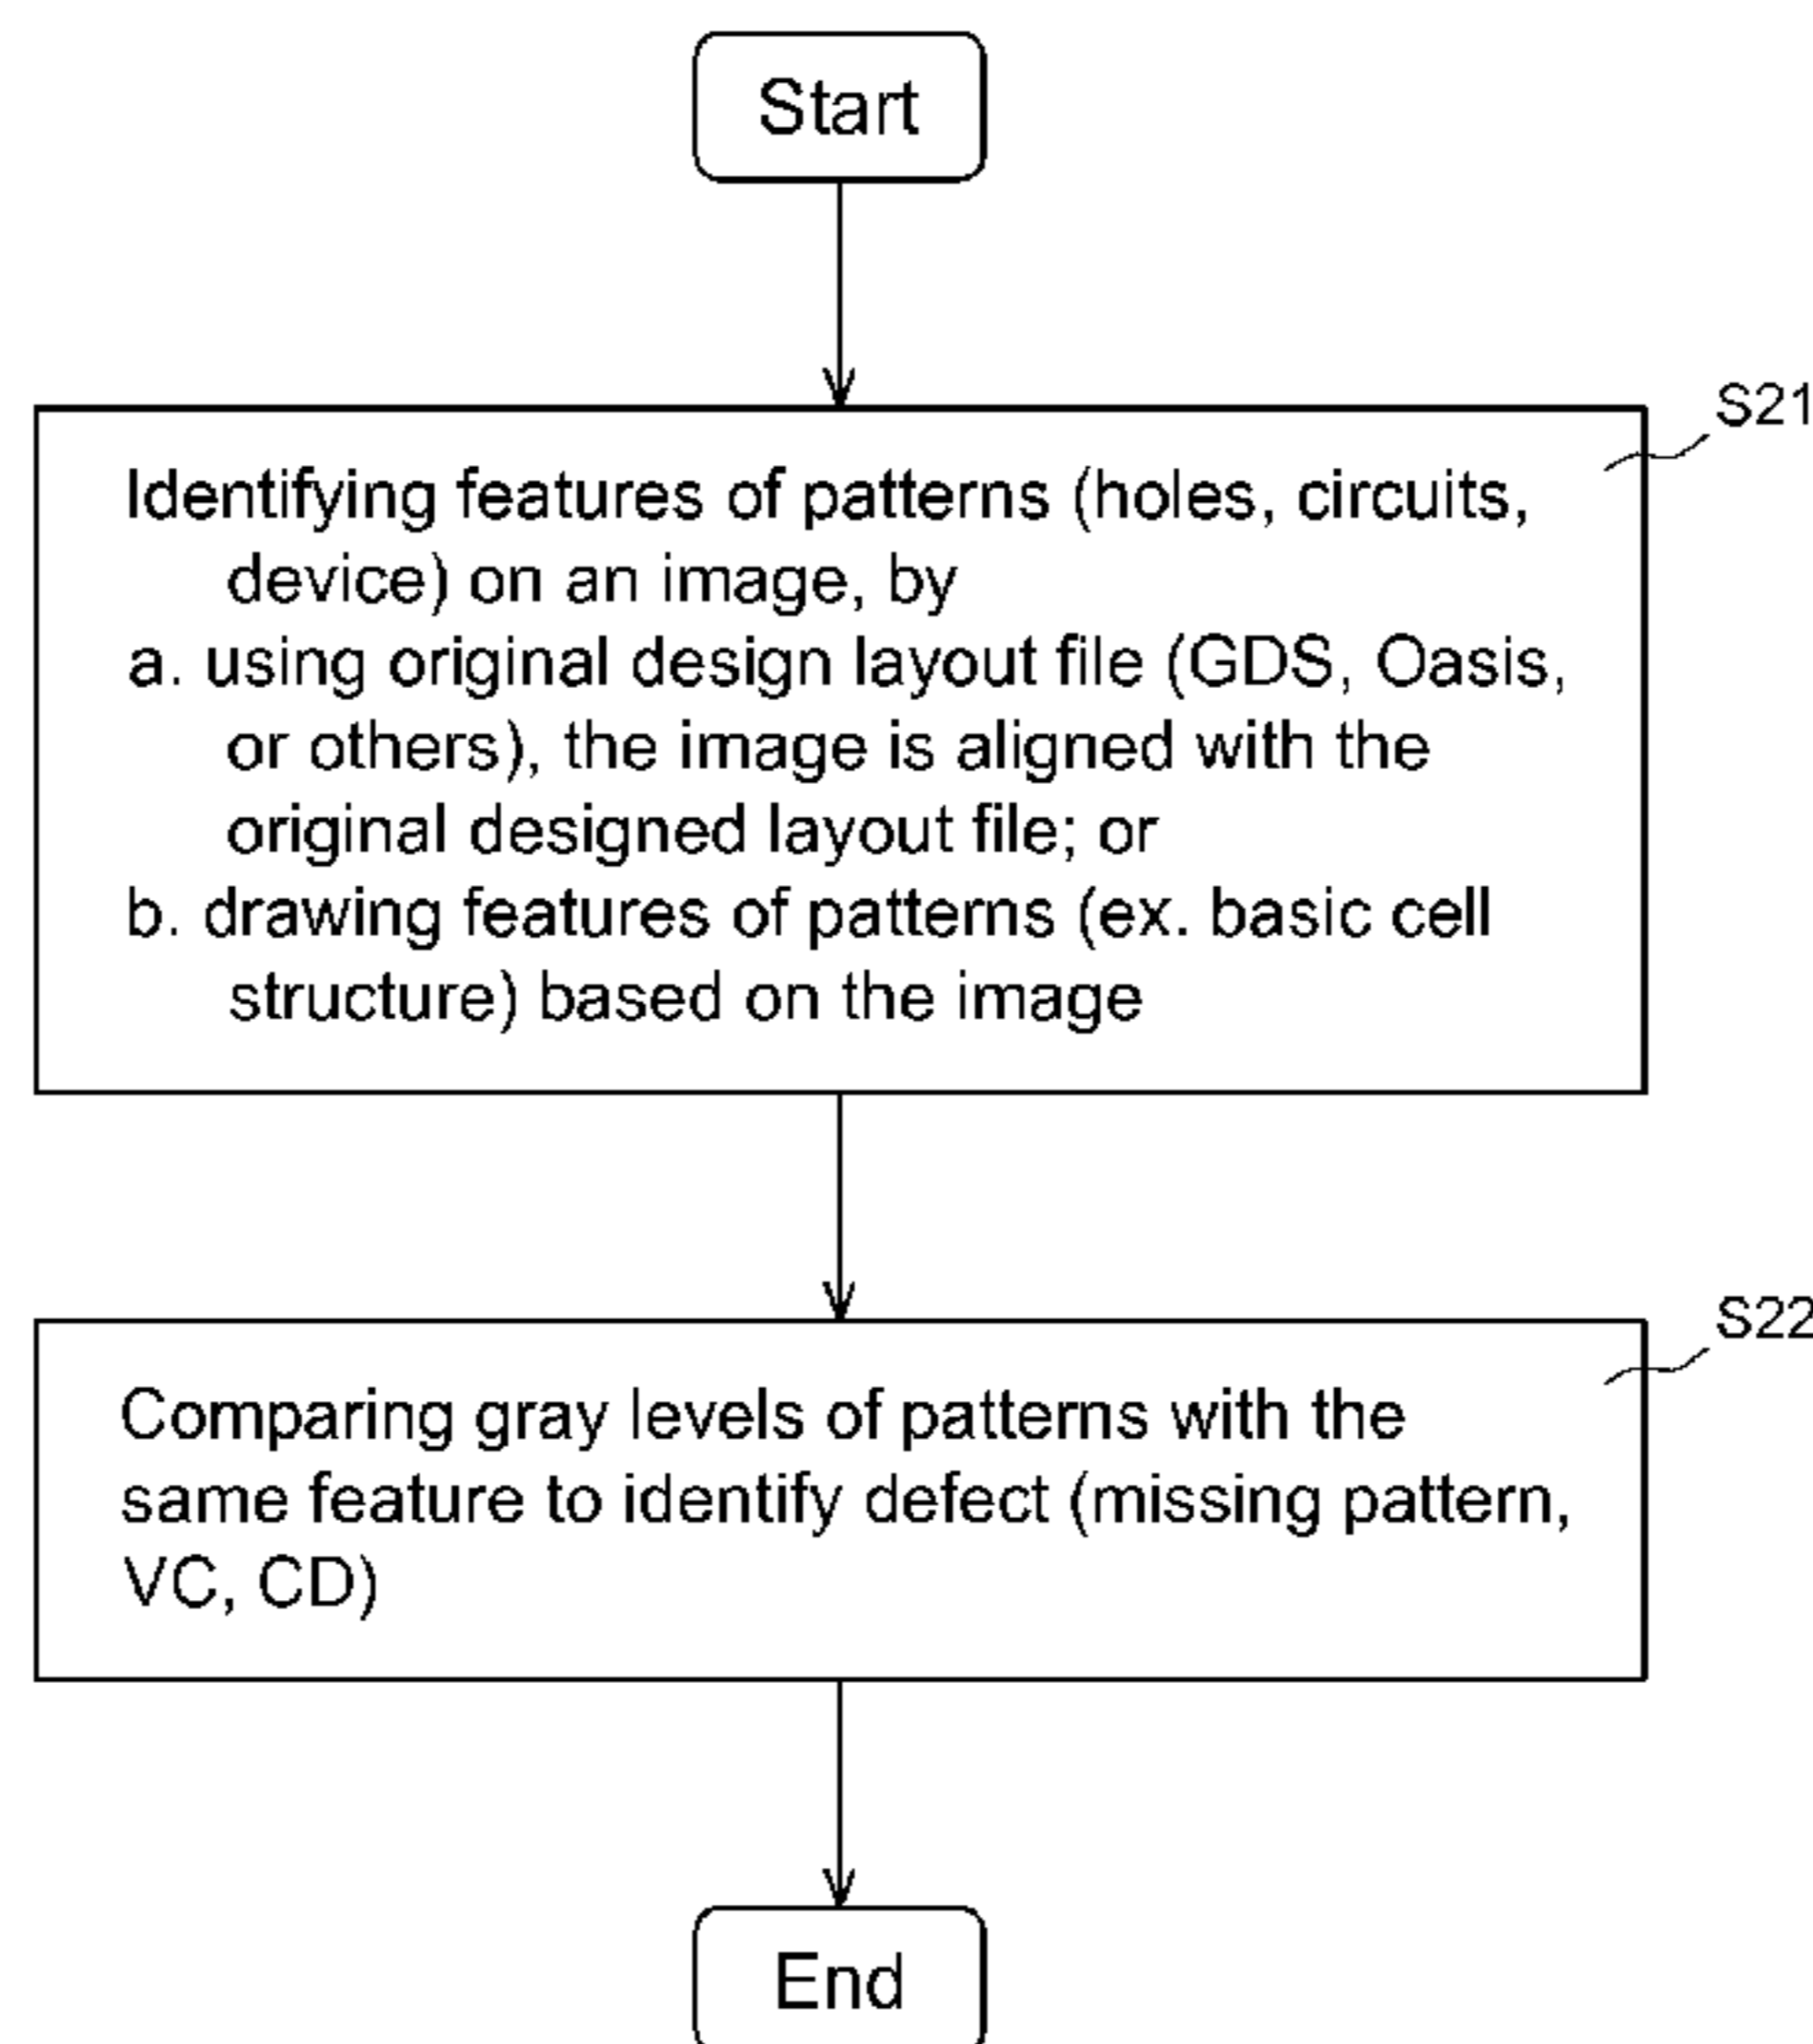 Start
S21
Identifying features of patterns (holes, circuits,
device) on an image, by
a. using original design layout file (GDS, Oasis,
or others), the image is aligned with the
original designed layout file; or
b. drawing features of patterns (ex. basic cell
structure) based on the image
S22
Comparing gray levels of patterns with the
same feature to identify defect (missing pattern,
VC, CD)
End